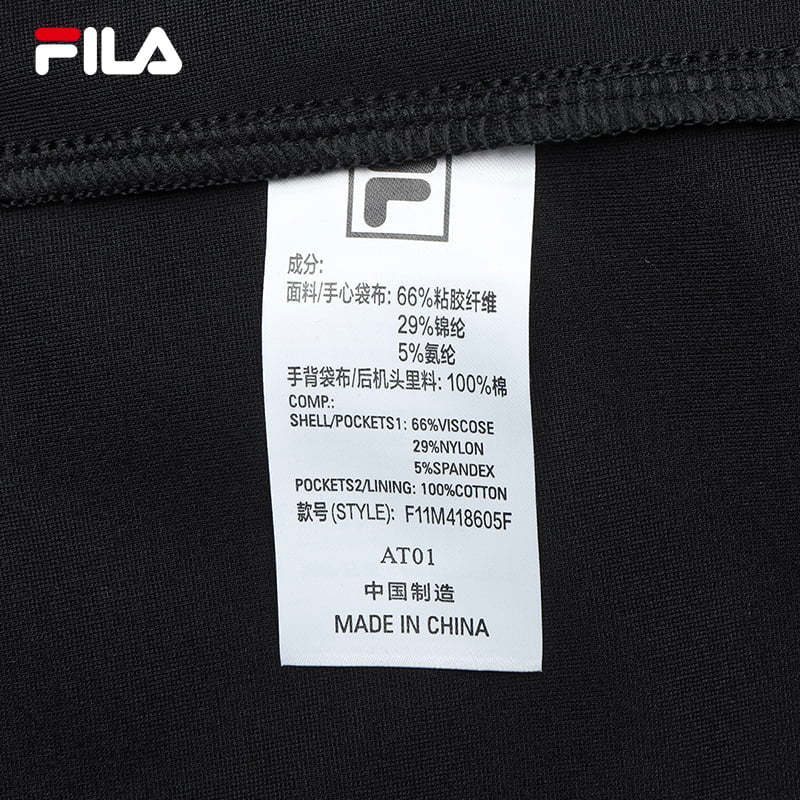 FILA
成分:
面料/手心袋布: 66%粘胶纤维
29%锦纶
5%氨纶
手背袋布/后机头里料: 100%棉
COMP.:
SHELL/POCKETS1: 66%VISCOSE
29%NYLON
5%SPANDEX
POCKETS2/LINING: 100%COTTON
款号(STYLE): F11M418605F
AT01
中国制造
MADE IN CHINA